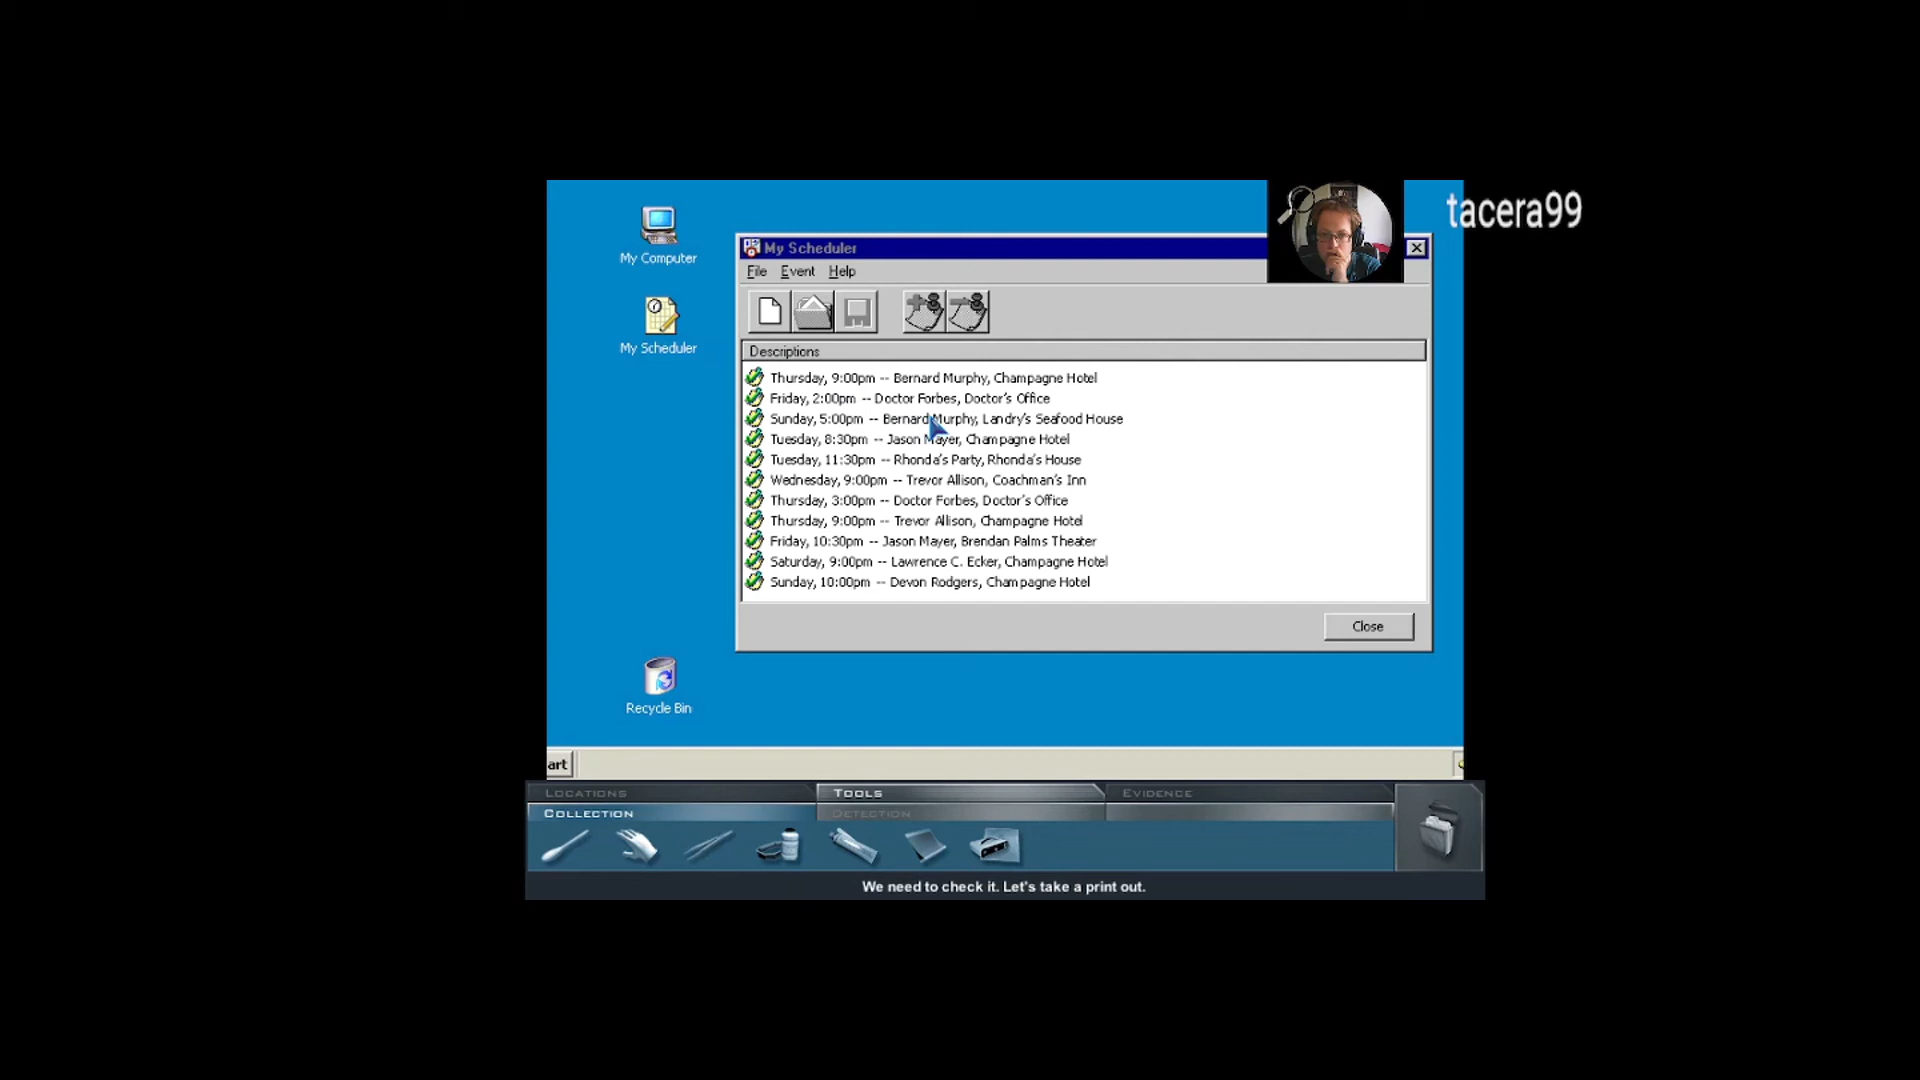 tacera99
My Computer
My Scheduler
My Scheduler
File Event Help
Descriptions
Thursday, 9:00pm -- Bernard Murphy, Champagne Hotel
Friday, 2:00pm -- Doctor Forbes, Doctor's Office
Sunday, 5:00pm -- Bernard Murphy, Landry's Seafood House
Tuesday, 8:30pm -- Jason Mayer, Champagne Hotel
Tuesday, 11:30pm -- Rhonda's Party, Rhonda's House
Wednesday, 9:00pm -- Trevor Allison, Coachman's Inn
Thursday, 3:00pm -- Doctor Forbes, Doctor's Office
Thursday, 9:00pm -- Trevor Allison, Champagne Hotel
Friday, 10:30pm -- Jason Mayer, Brendan Palms Theater
Saturday, 9:00pm -- Lawrence C. Ecker, Champagne Hotel
Sunday, 10:00pm -- Devon Rodgers, Champagne Hotel
Close
Recycle Bin
art
LOCATIONS TOOLS EVIDENCE
COLLECTION DETECTION
We need to check it. Let's take a print out.